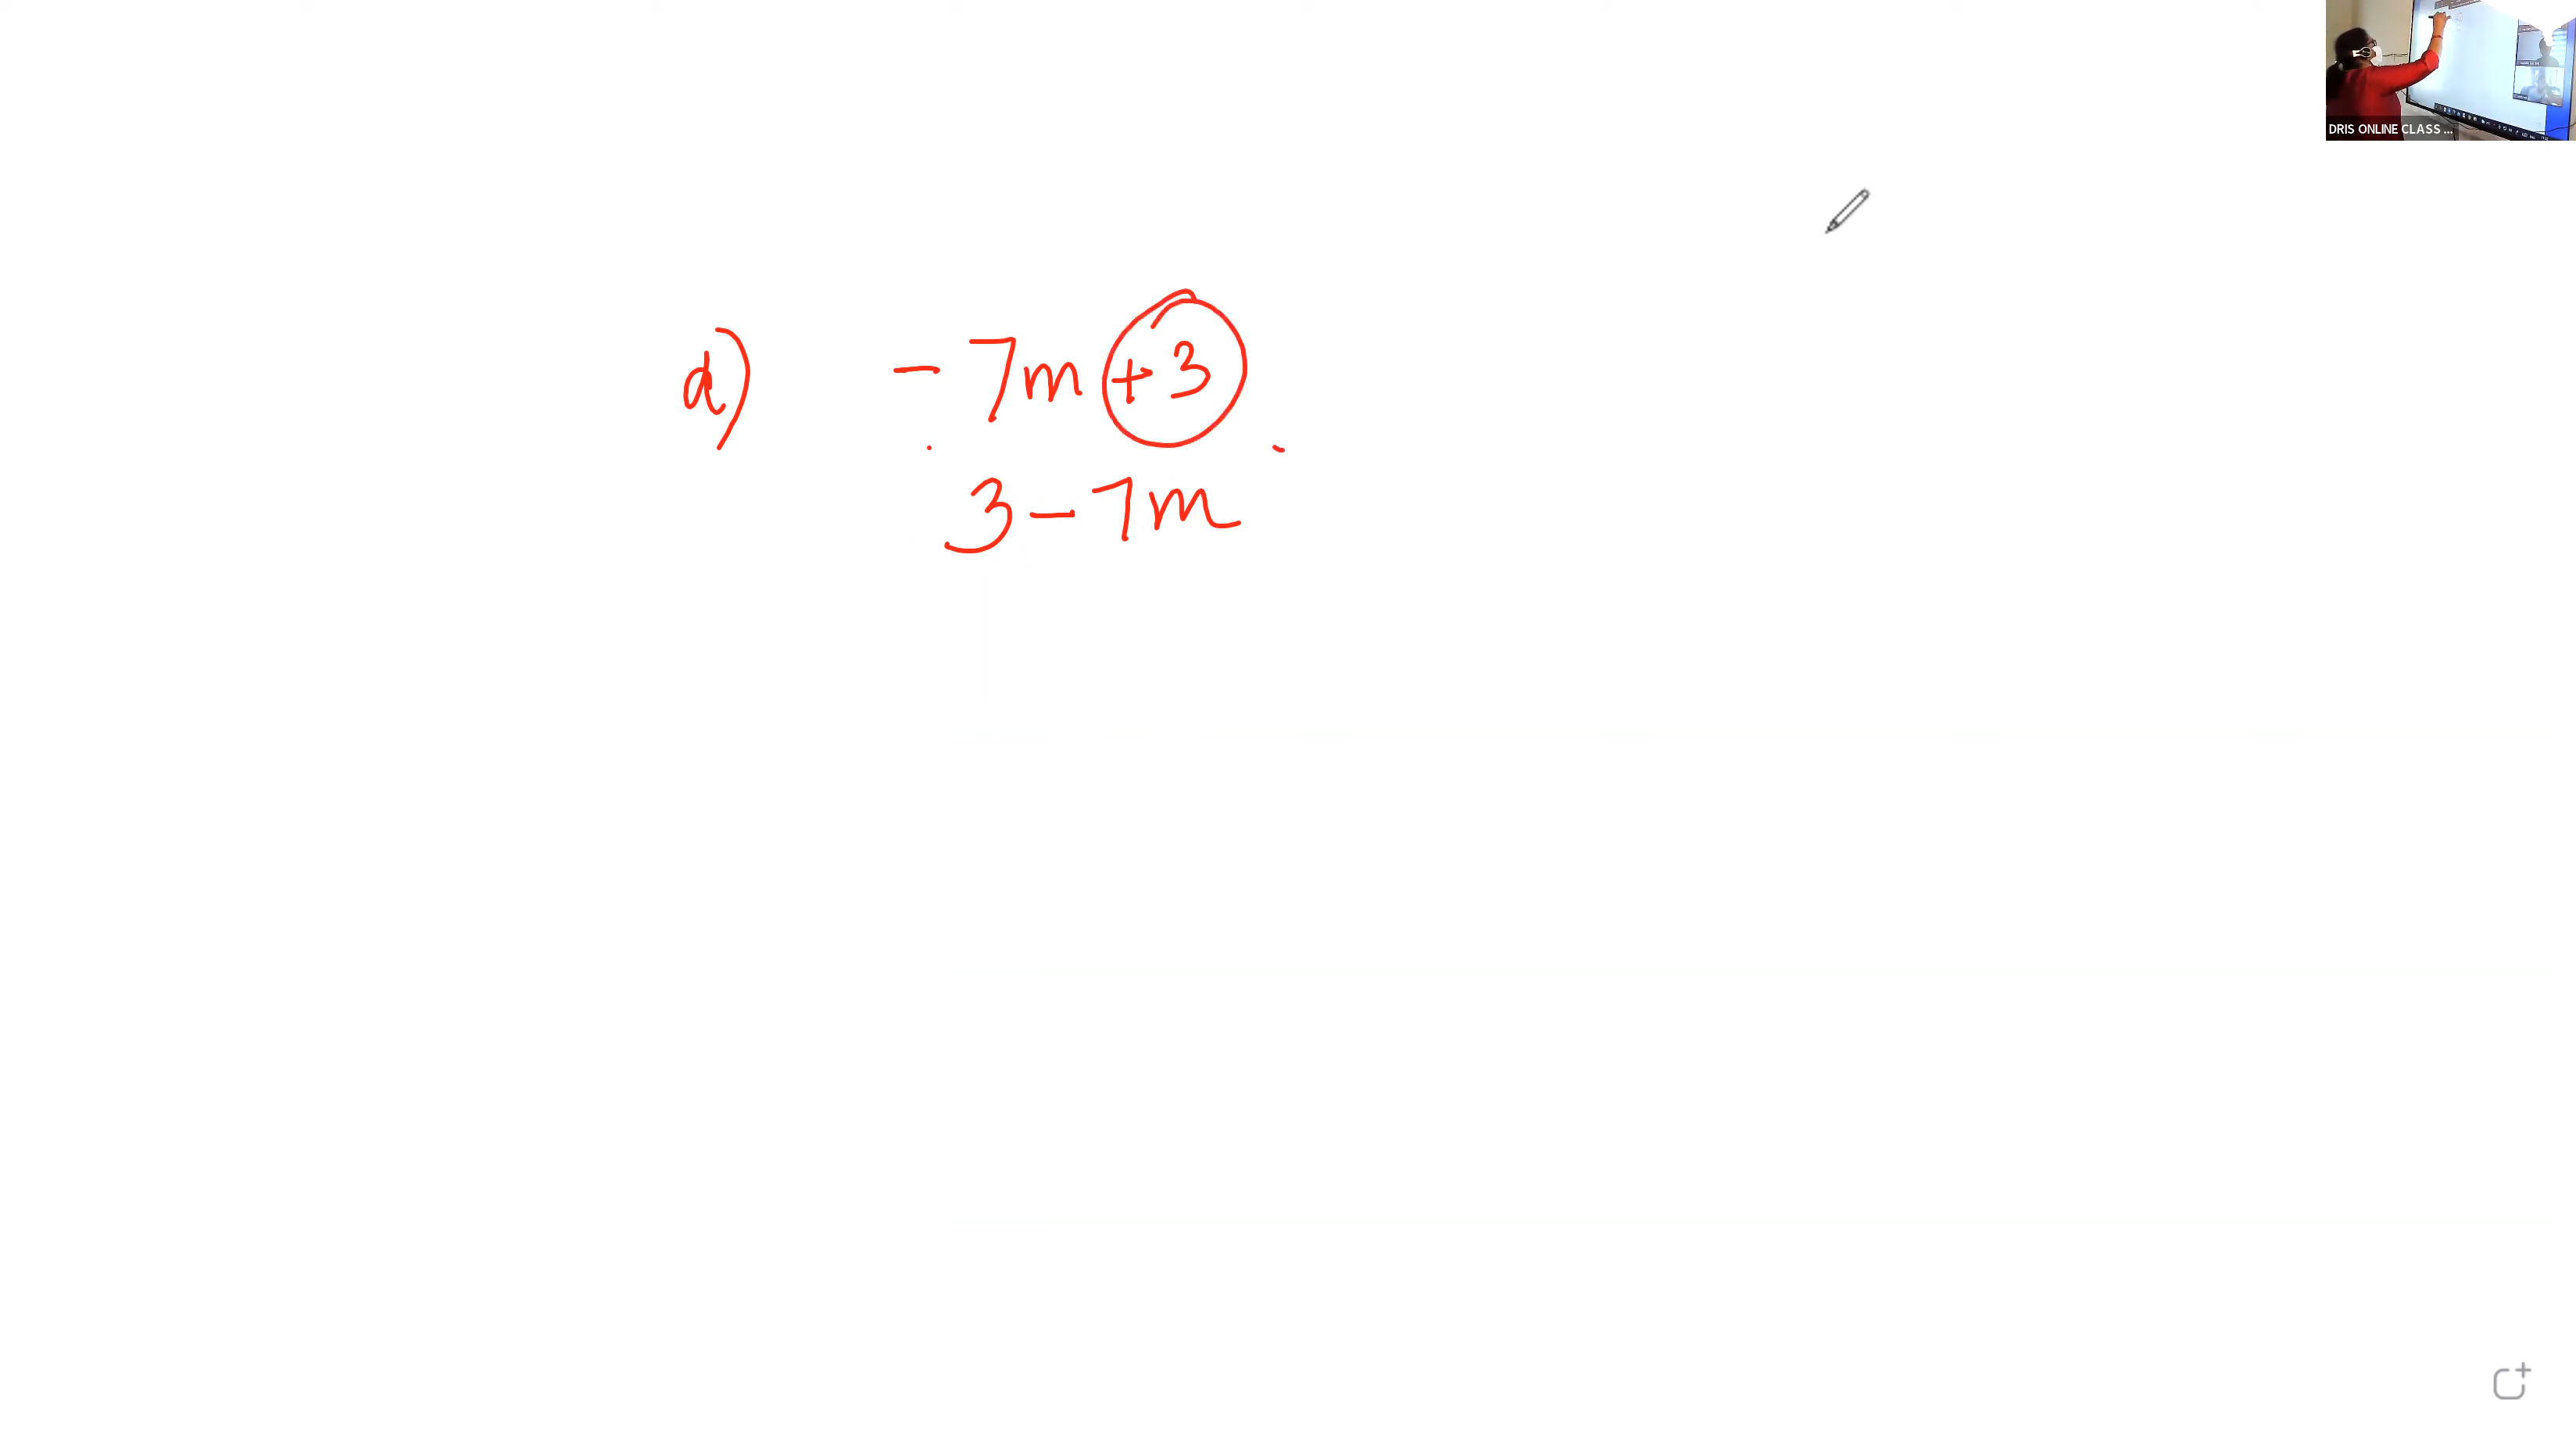 DRIS ONLINE CLASS ...
d) - 7m + 3
3 - 7m